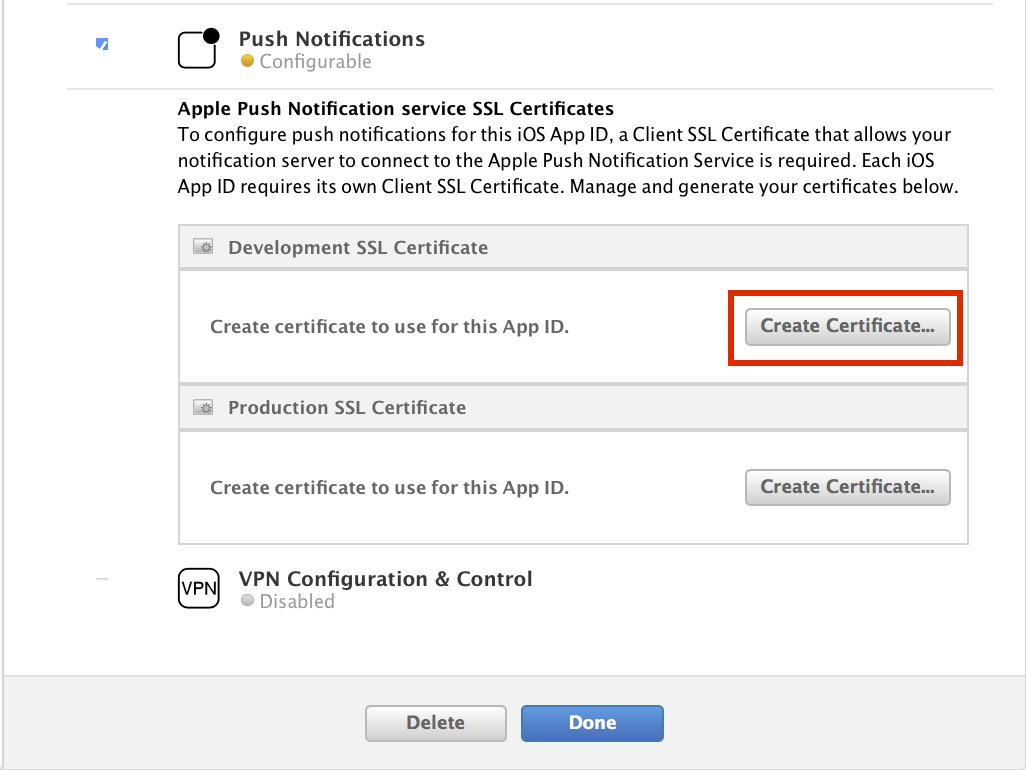 Push Notifications
Configurable
Apple Push Notification service SSL Certificates
To configure push notifications for this iOS App ID, a Client SSL Certificate that allows your
notification server to connect to the Apple Push Notification Service is required. Each iOS
App ID requires its own Client SSL Certificate. Manage and generate your certificates below.
Development SSL Certificate
Create certificate to use for this App ID.
Create Certificate...
Production SSL Certificate
Create certificate to use for this App ID.
Create Certificate...
VPN
VPN Configuration & Control
Disabled
Delete
Done